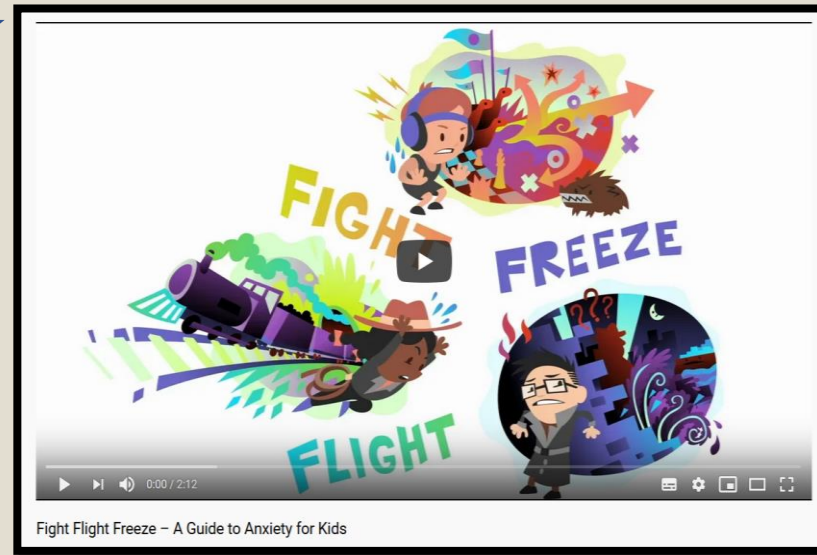 FIGHT
FREEZE
???
FLIGHT
0:00 / 2:12
Fight Flight Freeze – A Guide to Anxiety for Kids